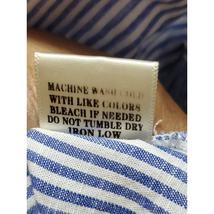 MACHINE WASH COLD
WITH LIKE COLORS
BLEACH IF NEEDED
DO NOT TUMBLE DRY
IRON LOW